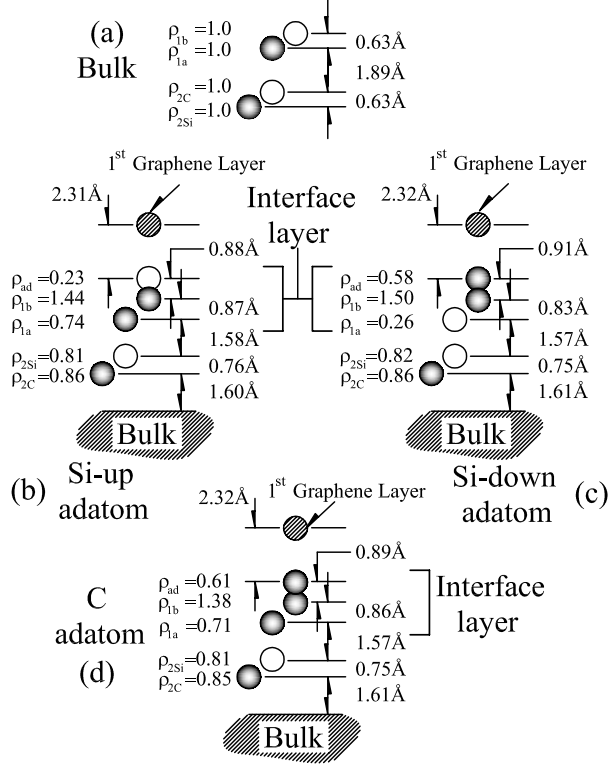 (a)
Bulk
ρ1b=1.0
ρ1a=1.0
0.63Å
1.89Å
ρ2C=1.0
ρ2Si=1.0
0.63Å
1st Graphene Layer
2.31Å
Interface
layer
0.88Å
ρad=0.23
ρ1b=1.44
ρ1a=0.74
0.87Å
1.58Å
ρ2Si=0.81
ρ2C=0.86
0.76Å
1.60Å
Bulk
(b)
Si-up
adatom
1st Graphene Layer
2.32Å
0.91Å
ρad=0.58
ρ1b=1.50
ρ1a=0.26
0.83Å
1.57Å
ρ2Si=0.82
ρ2C=0.86
0.75Å
1.61Å
Bulk
Si-down
adatom
(c)
1st Graphene Layer
2.32Å
0.89Å
C
adatom
(d)
ρad=0.61
ρ1b=1.38
ρ1a=0.71
0.86Å
1.57Å
Interface
layer
ρ2Si=0.81
ρ2C=0.85
0.75Å
1.61Å
Bulk